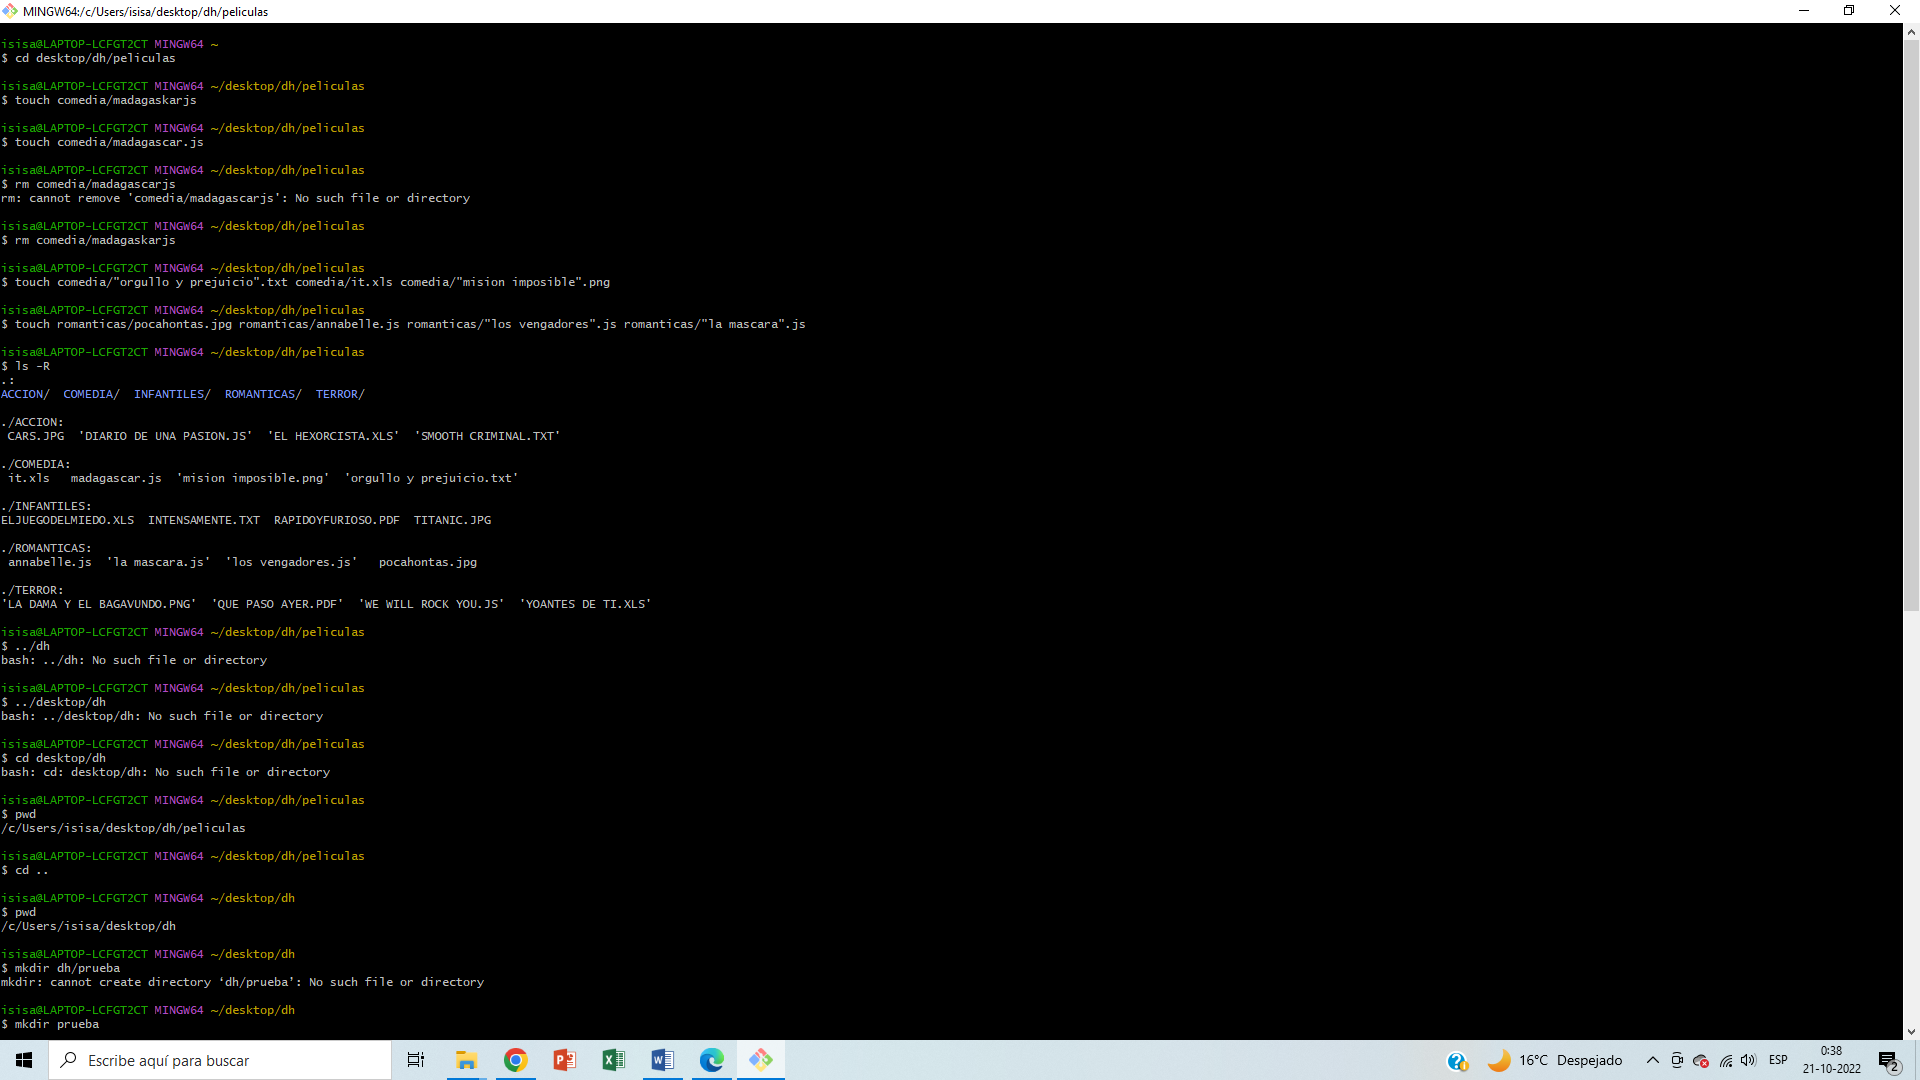 MINGW64:/c/Users/isisa/desktop/dh/peliculas
isisa@LAPTOP-LCFGT2CT MINGW64 ~
$ cd desktop/dh/peliculas
isisa@LAPTOP-LCFGT2CT MINGW64 ~/desktop/dh/peliculas
$ touch comedia/madagaskarjs
isisa@LAPTOP-LCFGT2CT MINGW64 ~/desktop/dh/peliculas
$ touch comedia/madagascar.js
isisa@LAPTOP-LCFGT2CT MINGW64 ~/desktop/dh/peliculas
$ rm comedia/madagascarjs
rm: cannot remove 'comedia/madagascarjs': No such file or directory
isisa@LAPTOP-LCFGT2CT MINGW64 ~/desktop/dh/peliculas
$ rm comedia/madagaskarjs
isisa@LAPTOP-LCFGT2CT MINGW64 ~/desktop/dh/peliculas
$ touch comedia/"orgullo y prejuicio".txt comedia/it.xls comedia/"mision imposible".png
isisa@LAPTOP-LCFGT2CT MINGW64 ~/desktop/dh/peliculas
$ touch romanticas/pocahontas.jpg romanticas/annabelle.js romanticas/"los vengadores".js romanticas/"la mascara".js
isisa@LAPTOP-LCFGT2CT MINGW64 ~/desktop/dh/peliculas
$ ls -R
.:
ACCION/  COMEDIA/  INFANTILES/  ROMANTICAS/  TERROR/
./ACCION:
CARS.JPG  'DIARIO DE UNA PASION.JS'  'EL HEXORCISTA.XLS'  'SMOOTH CRIMINAL.TXT'
./COMEDIA:
it.xls   madagascar.js  'mision imposible.png'  'orgullo y prejuicio.txt'
./INFANTILES:
ELJUEGODELMIEDO.XLS  INTENSAMENTE.TXT  RAPIDOYFURIOSO.PDF  TITANIC.JPG
./ROMANTICAS:
annabelle.js  'la mascara.js'  'los vengadores.js'   pocahontas.jpg
./TERROR:
'LA DAMA Y EL BAGAVUNDO.PNG'  'QUE PASO AYER.PDF'  'WE WILL ROCK YOU.JS'  'YOANTES DE TI.XLS'
isisa@LAPTOP-LCFGT2CT MINGW64 ~/desktop/dh/peliculas
$ ../dh
bash: ../dh: No such file or directory
isisa@LAPTOP-LCFGT2CT MINGW64 ~/desktop/dh/peliculas
$ ../desktop/dh
bash: ../desktop/dh: No such file or directory
isisa@LAPTOP-LCFGT2CT MINGW64 ~/desktop/dh/peliculas
$ cd desktop/dh
bash: cd: desktop/dh: No such file or directory
isisa@LAPTOP-LCFGT2CT MINGW64 ~/desktop/dh/peliculas
$ pwd
/c/Users/isisa/desktop/dh/peliculas
isisa@LAPTOP-LCFGT2CT MINGW64 ~/desktop/dh/peliculas
$ cd ..
isisa@LAPTOP-LCFGT2CT MINGW64 ~/desktop/dh
$ pwd
/c/Users/isisa/desktop/dh
isisa@LAPTOP-LCFGT2CT MINGW64 ~/desktop/dh
$ mkdir dh/prueba
mkdir: cannot create directory ‘dh/prueba’: No such file or directory
isisa@LAPTOP-LCFGT2CT MINGW64 ~/desktop/dh
$ mkdir prueba
Escribe aquí para buscar
16°C Despejado
ESP
0:38
21-10-2022
2